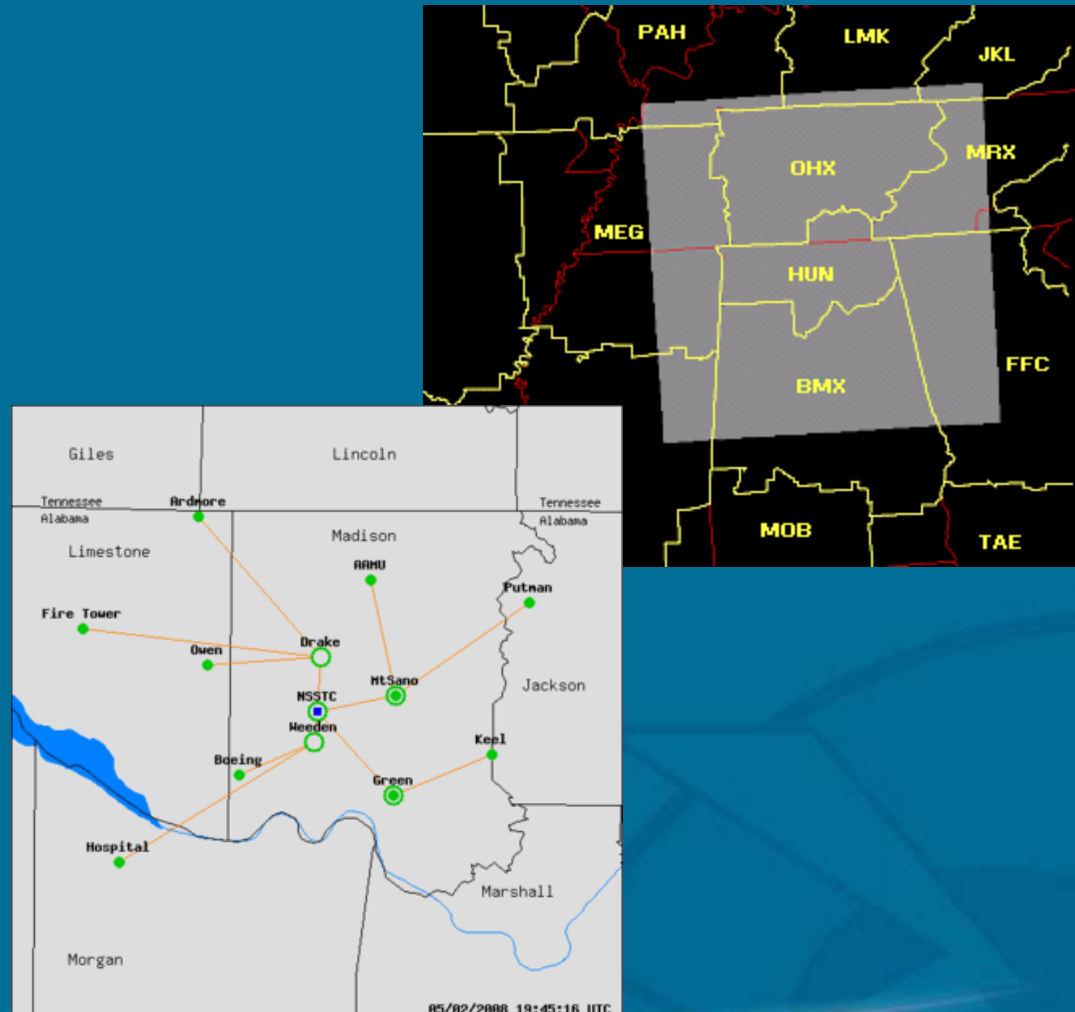 PAH
LMK
JKL
OHX
MRX
MEG
HUN
BMX
FFC
MOB
TAE
Giles
Lincoln
Ardmore
Tennessee
Tennessee
Alabama
Alabama
Limestone
Madison
AAMU
Putman
Fire Tower
Drake
Owen
MtSano
Jackson
NSSTC
Weeden
Keel
Boeing
Green
Hospital
Marshall
Morgan
05/02/2008 19:45:16 UTC